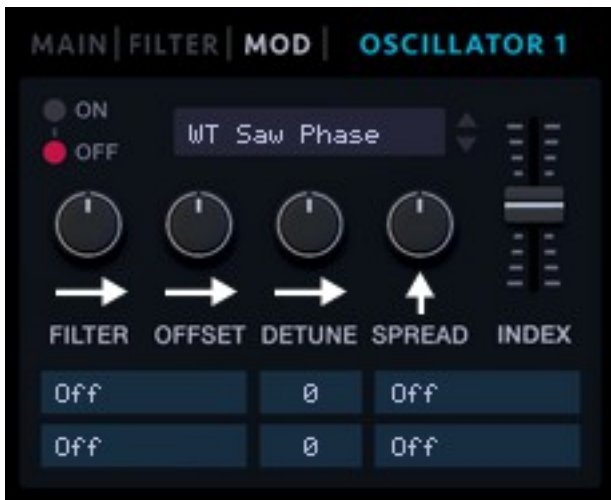 MAIN FILTER MOD OSCILLATOR 1
ON
WT Saw Phase
OFF
FILTER OFFSET DETUNE SPREAD INDEX
Off 0 Off
Off 0 Off